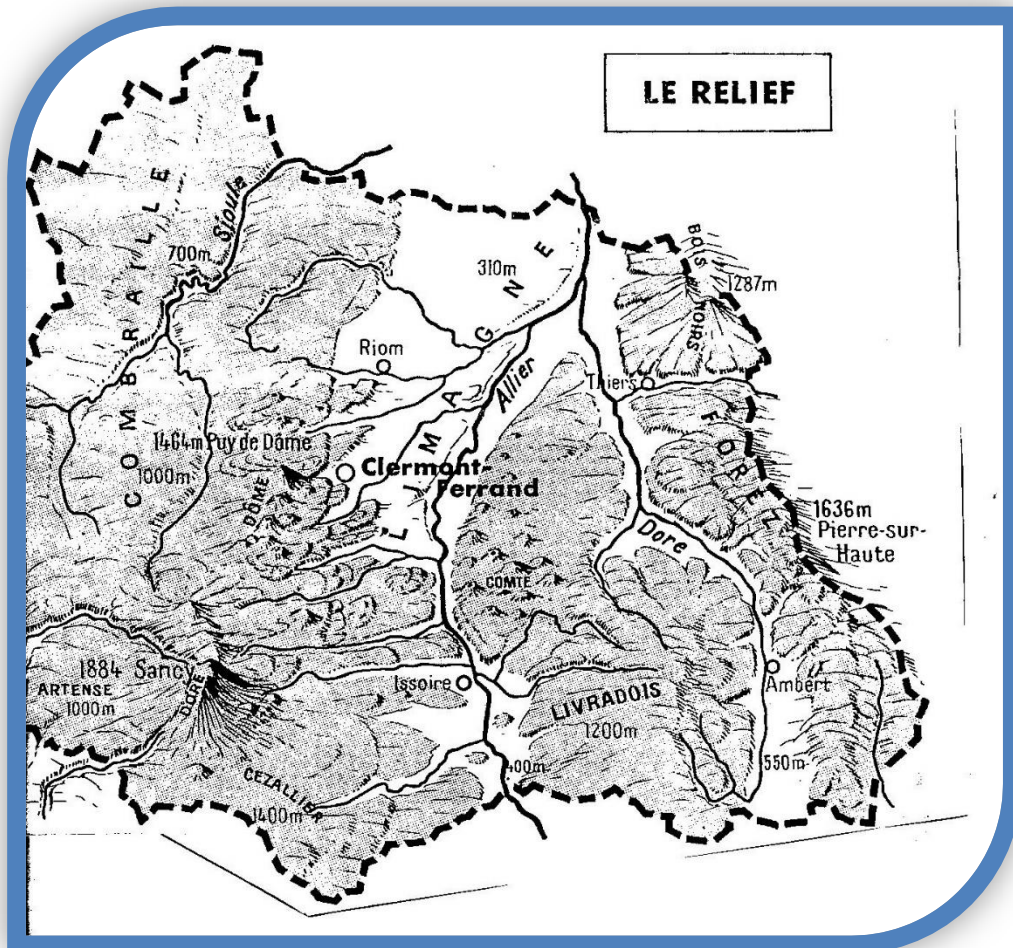 LE RELIEF
COMBRAILLE
Sioule
700m
310m
LIMAGNE
BOIS NOIRS
1287m
Riom
Allier
Thiers
FOREZ
1464m Puy de Dôme
1000m
Clermont-
Ferrand
DÔME
1636m
Pierre-sur-
Haute
Dore
COMTÉ
1884 Sancy
ARTENSE
1000m
DORE
Issoire
Ambert
LIVRADOIS
1200m
400m
550m
CEZALLIER
1400m